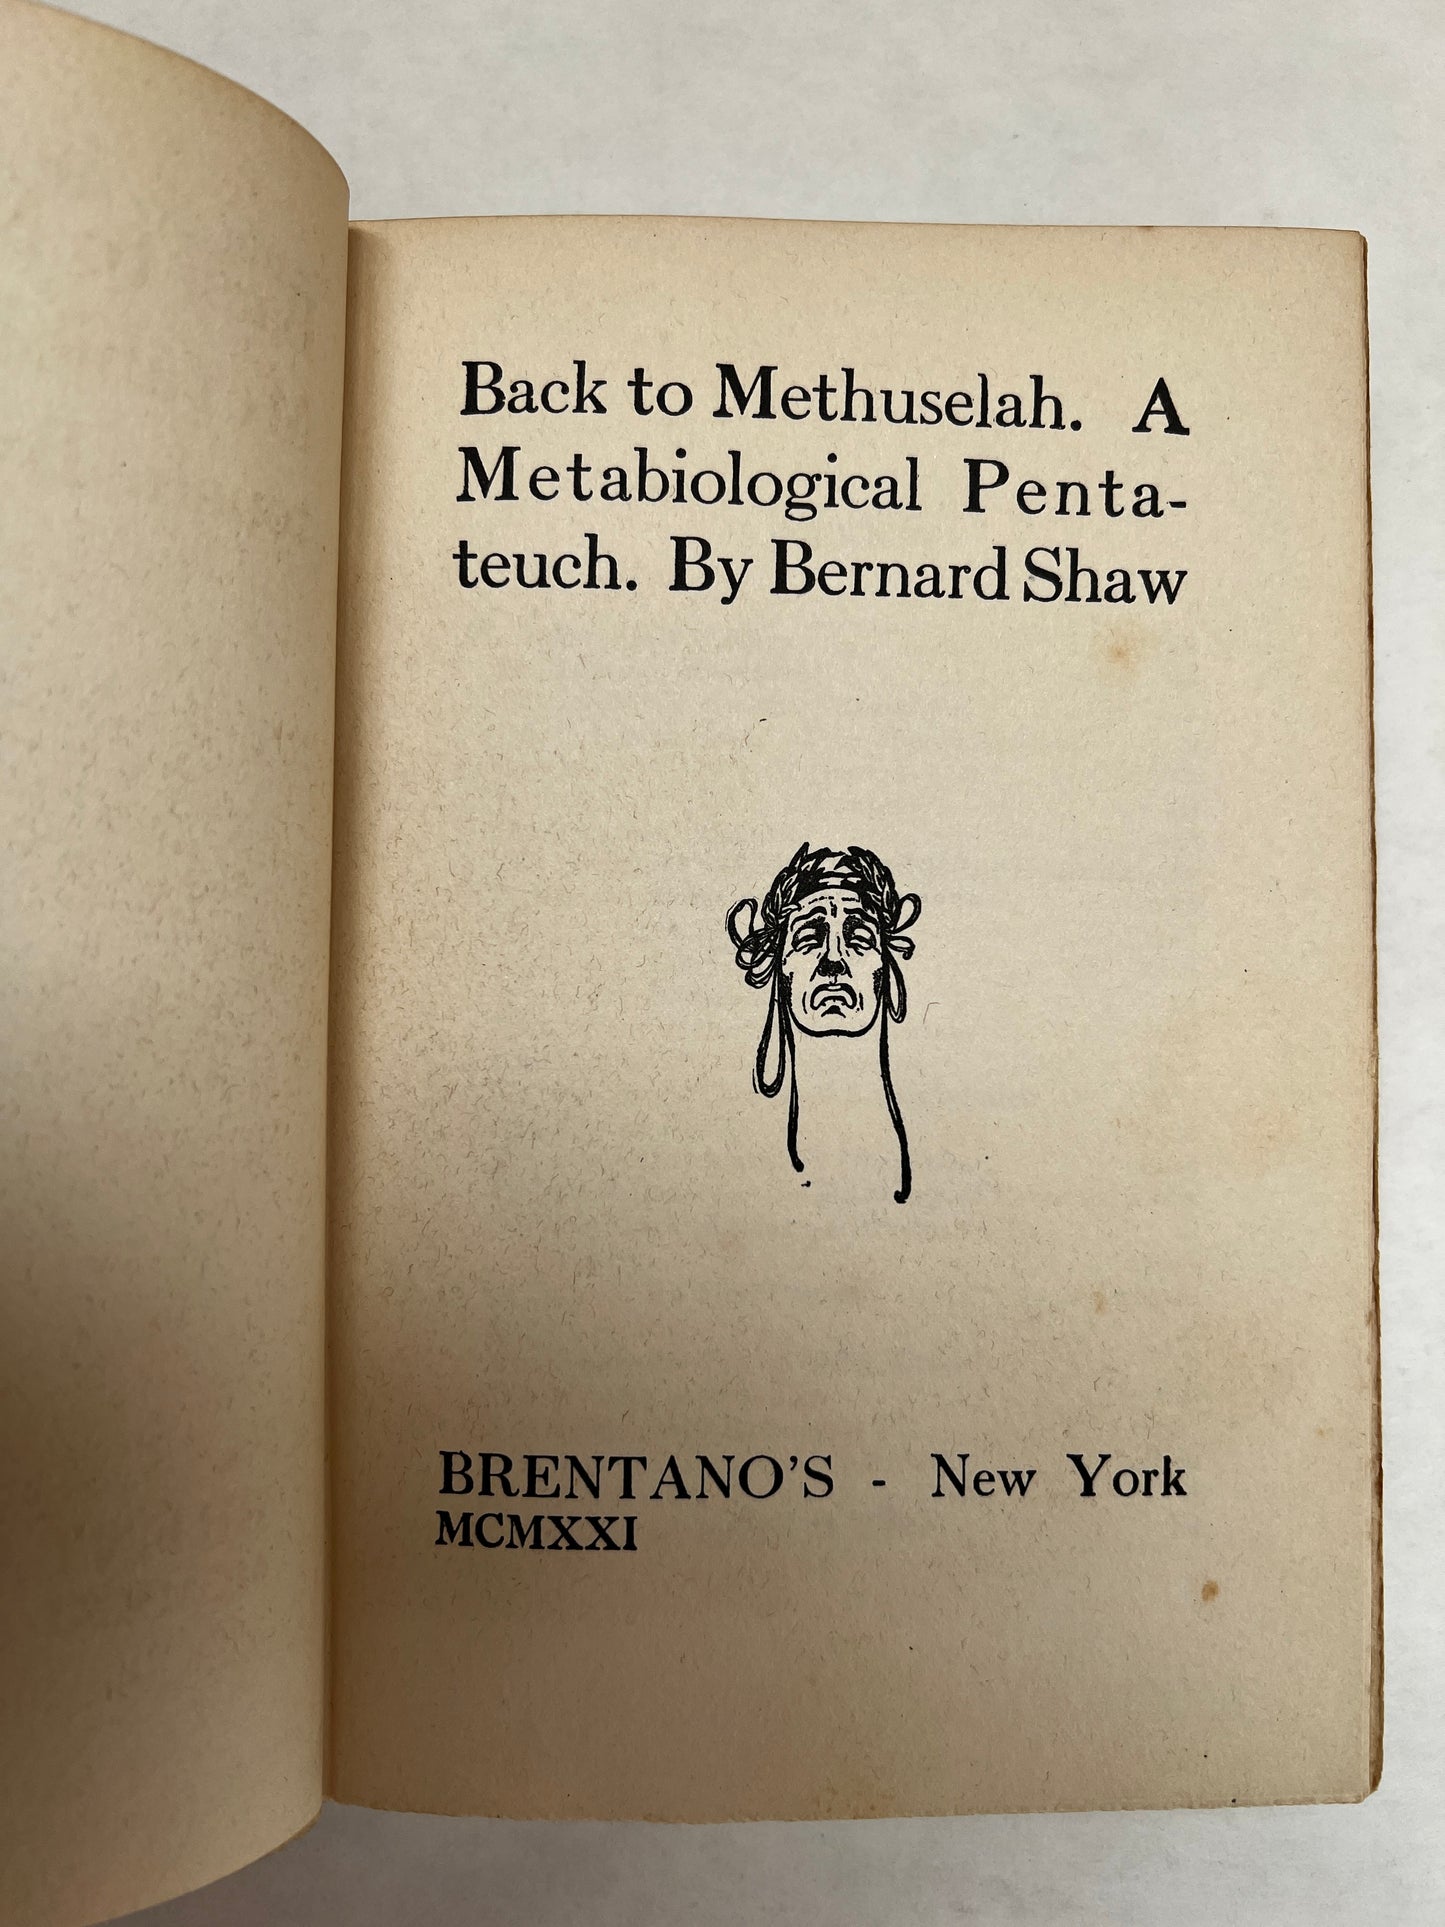 Back to Methuselah. A
Metabiological Penta-
teuch. By Bernard Shaw
BRENTANO'S - New York
MCMXXI